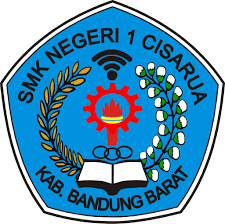 SMK NEGERI 1 CISARUA
KAB. BANDUNG BARAT